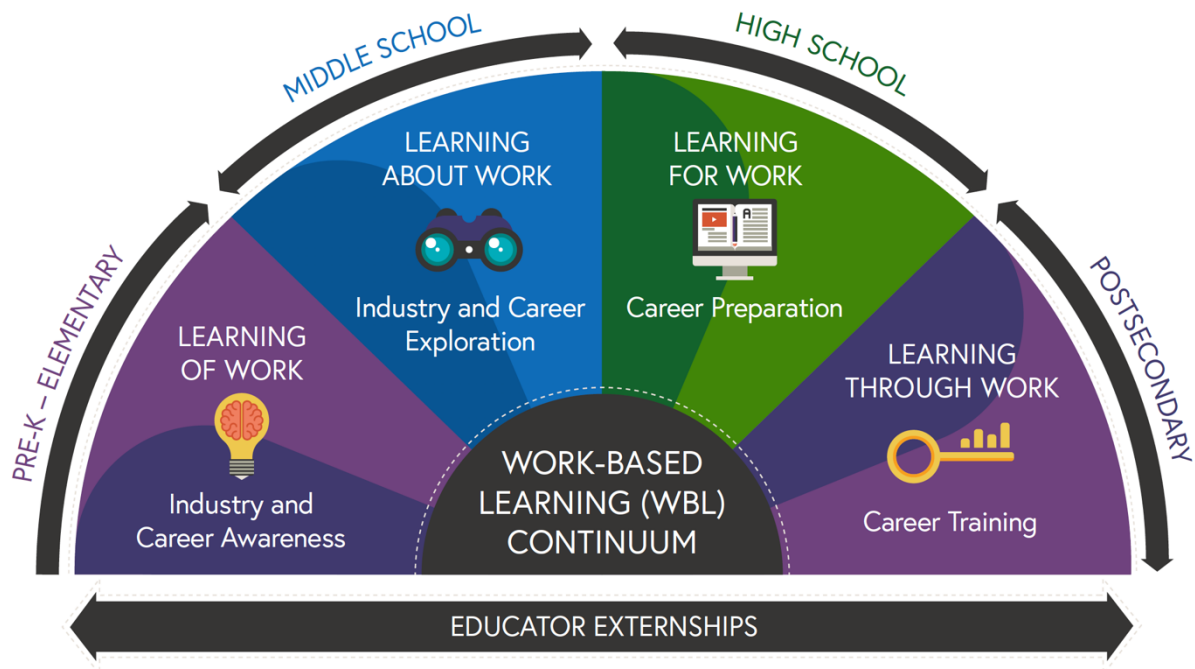 MIDDLE SCHOOL
HIGH SCHOOL
PRE-K – ELEMENTARY
POSTSECONDARY
LEARNING
OF WORK
Industry and
Career Awareness
LEARNING
ABOUT WORK
Industry and Career
Exploration
LEARNING
FOR WORK
A
Career Preparation
LEARNING
THROUGH WORK
Career Training
WORK-BASED
LEARNING (WBL)
CONTINUUM
EDUCATOR EXTERNSHIPS